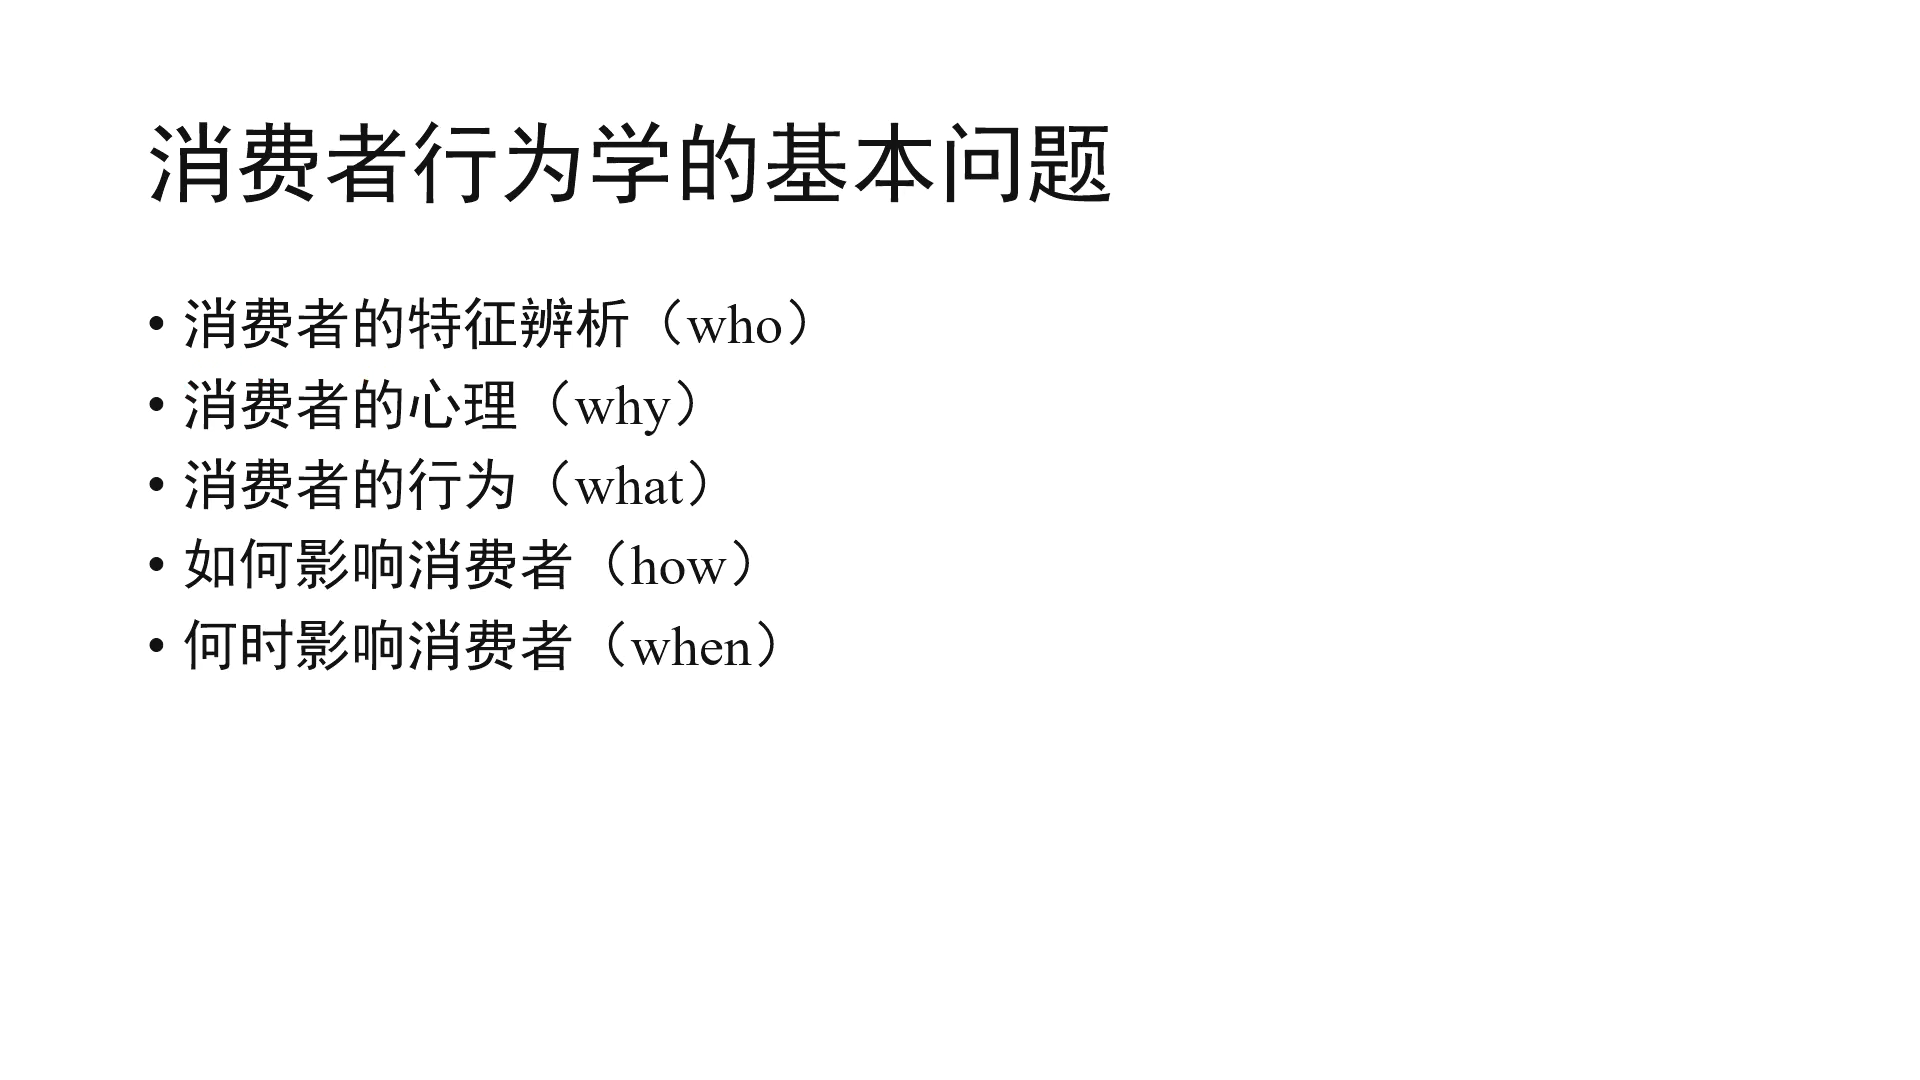 消费者行为学的基本问题
• 消费者的特征辨析（who）
• 消费者的心理（why）
• 消费者的行为（what）
• 如何影响消费者（how）
• 何时影响消费者（when）